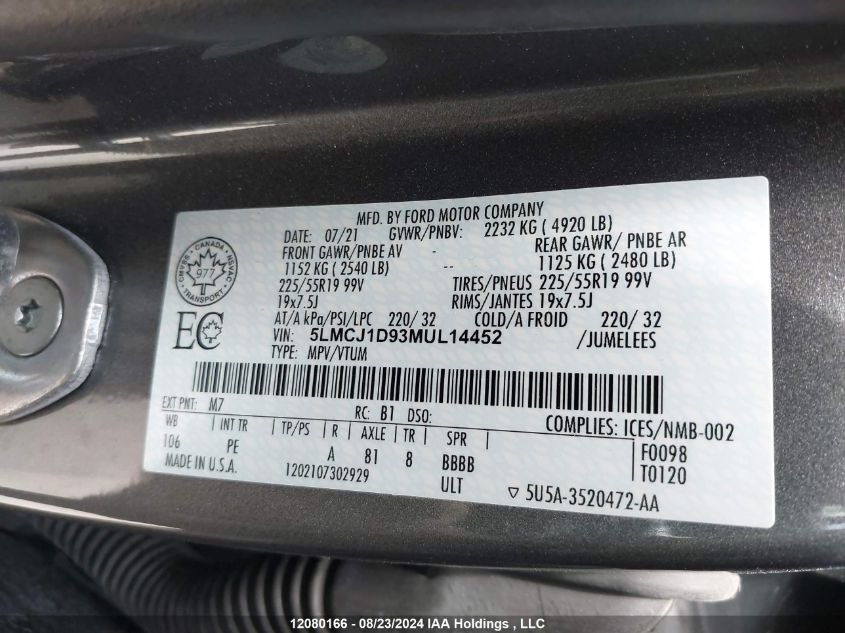 MFD. BY FORD MOTOR COMPANY
DATE: 07/21 GVWR/PNBV: 2232 KG ( 4920 LB)
FRONT GAWR/PNBE AV - REAR GAWR/ PNBE AR
1152 KG ( 2540 LB) -- 1125 KG ( 2480 LB)
225/55R19 99V TIRES/PNEUS 225/55R19 99V
19x7.5J RIMS/JANTES 19x7.5J
AT/A kPa/PSI/LPC 220/ 32 COLD/A FROID 220/ 32
VIN: 5LMCJ1D93MUL14452 /JUMELEES
TYPE: MPV/VTUM
CANADA
CMVSS NSVAC
977
TRANSPORT
EC
EXT PNT: M7 RC: B1 DSO: COMPLIES: ICES/NMB-002
WB INT TR TP/PS R AXLE TR SPR F0098
106 PE A 81 8 BBBB T0120
MADE IN U.S.A. 1202107302929 ULT ▽ 5U5A-3520472-AA
12080166 - 08/23/2024 IAA Holdings, LLC